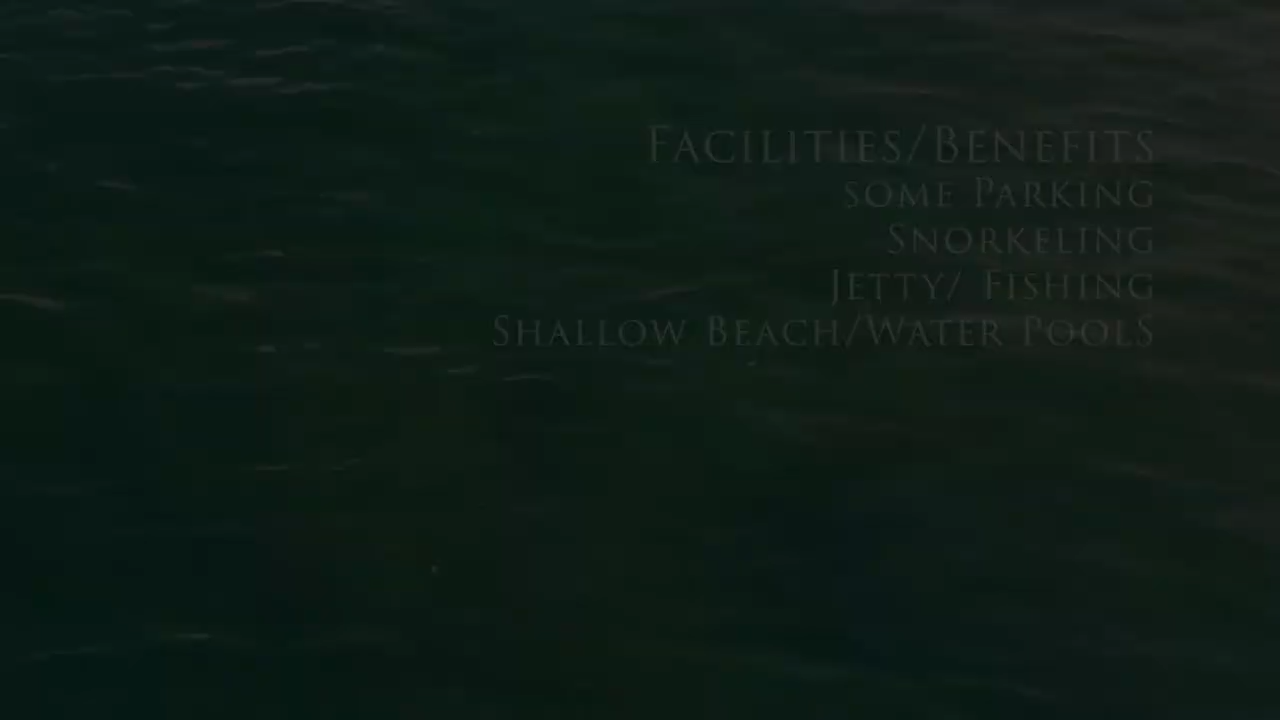 Facilities/Benefits
some Parking
Snorkeling
Jetty/ Fishing
Shallow Beach/Water Pools